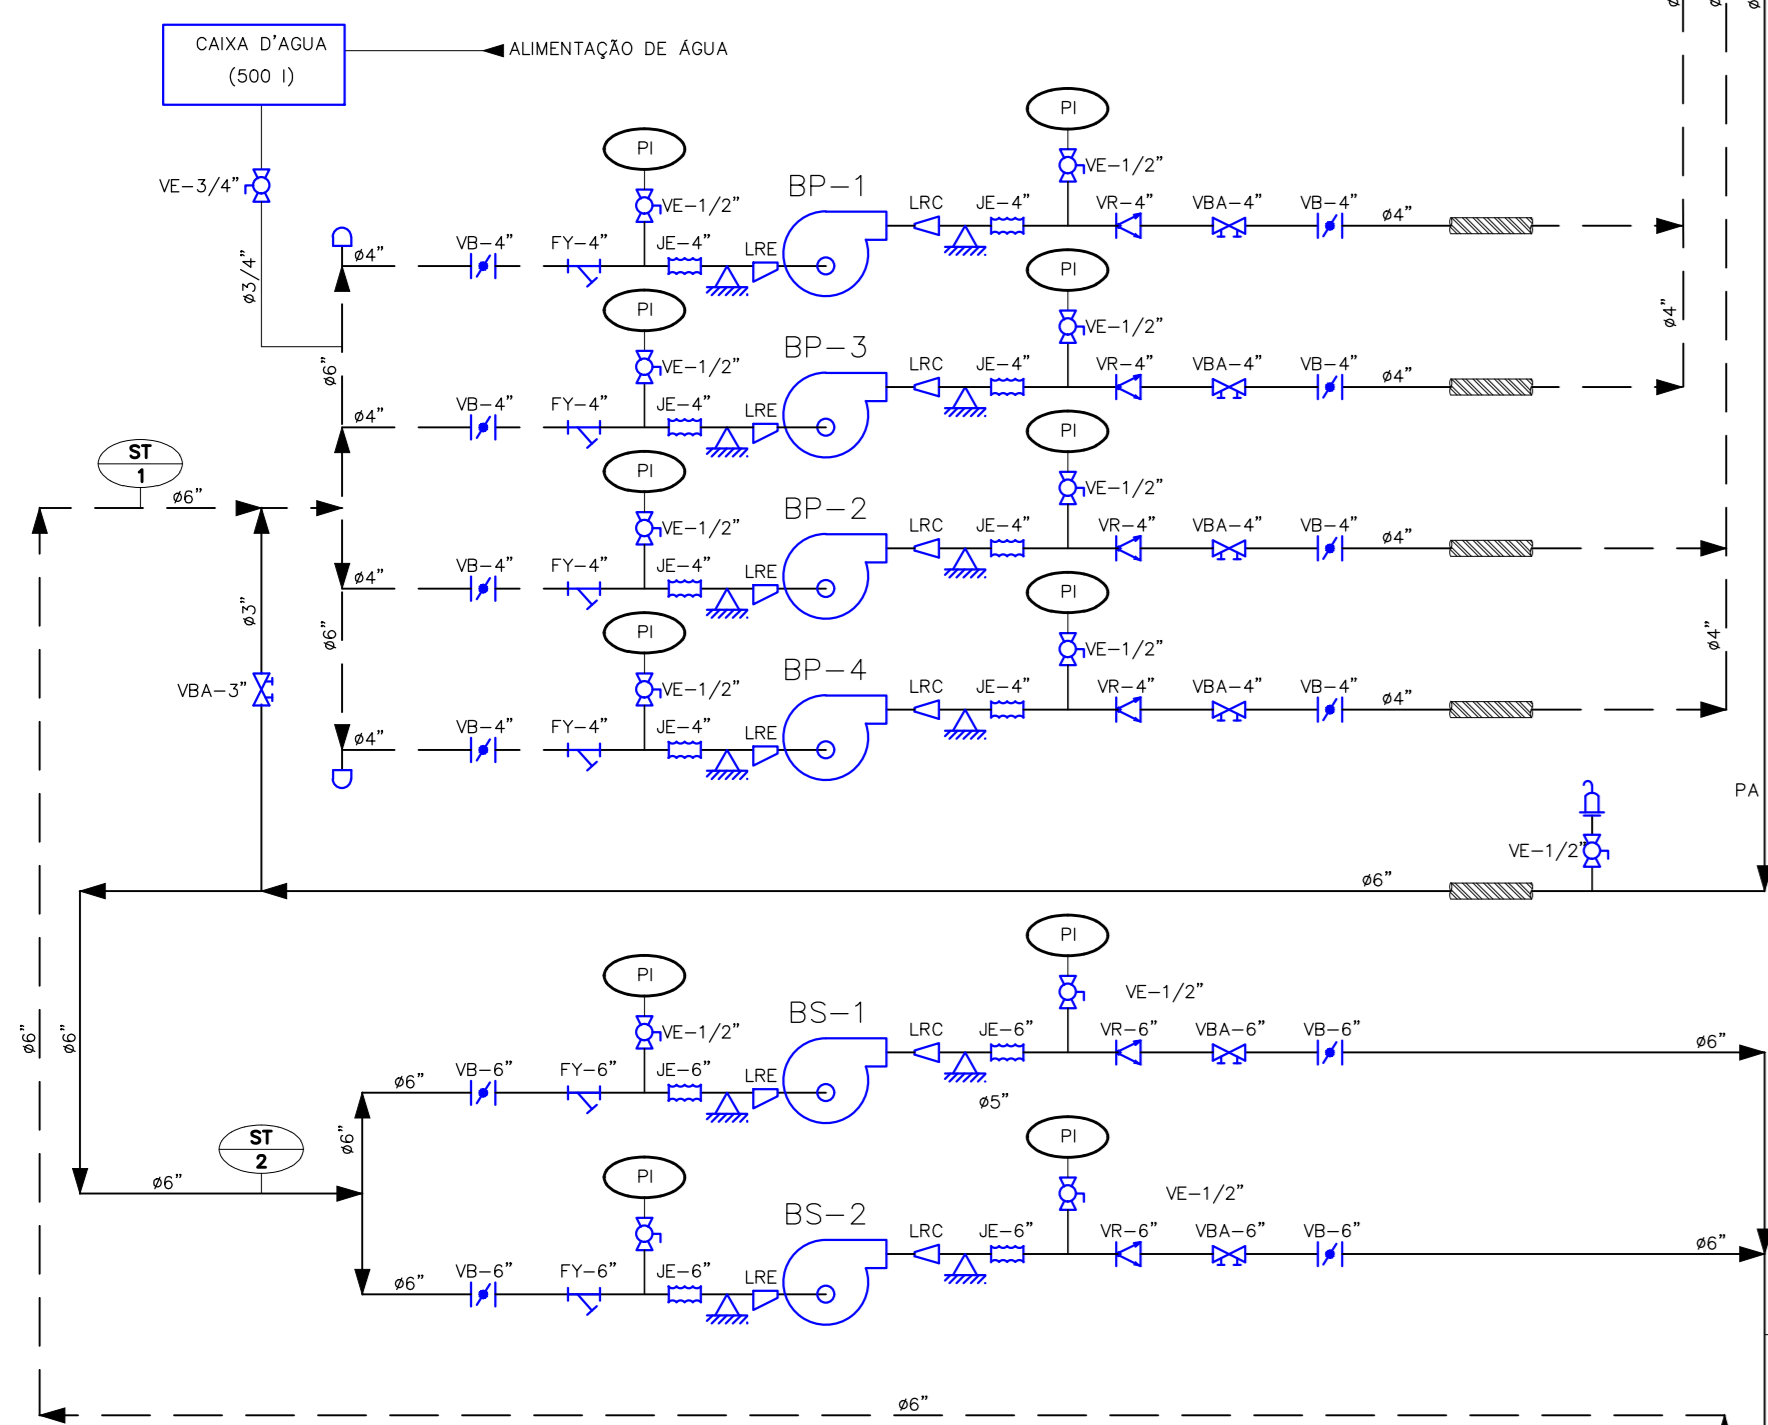 CAIXA D'AGUA
(500 l)
ALIMENTAÇÃO DE ÁGUA
VE-3/4"
ø3/4"
PI
VE-1/2"
PI
VE-1/2"
BP-1
ø4"
VB-4"
FY-4"
JE-4"
LRE
LRC
JE-4"
VR-4"
VBA-4"
VB-4"
ø4"
ø6"
PI
VE-1/2"
PI
VE-1/2"
BP-3
ø4"
VB-4"
FY-4"
JE-4"
LRE
LRC
JE-4"
VR-4"
VBA-4"
VB-4"
ø4"
ø4"
ST
1
ø6"
PI
VE-1/2"
PI
VE-1/2"
BP-2
ø4"
VB-4"
FY-4"
JE-4"
LRE
LRC
JE-4"
VR-4"
VBA-4"
VB-4"
ø4"
ø3"
ø6"
VBA-3"
PI
VE-1/2"
PI
VE-1/2"
BP-4
ø4"
VB-4"
FY-4"
JE-4"
LRE
LRC
JE-4"
VR-4"
VBA-4"
VB-4"
ø4"
ø4"
PA
VE-1/2"
ø6"
ø6"
ø6"
PI
VE-1/2"
PI
VE-1/2"
BS-1
ø6"
VB-6"
FY-6"
JE-6"
LRE
LRC
JE-6"
ø5"
VR-6"
VBA-6"
VB-6"
ø6"
ST
2
ø6"
ø6"
PI
PI
VE-1/2"
BS-2
ø6"
VB-6"
FY-6"
JE-6"
LRE
LRC
JE-6"
VR-6"
VBA-6"
VB-6"
ø6"
ø6"